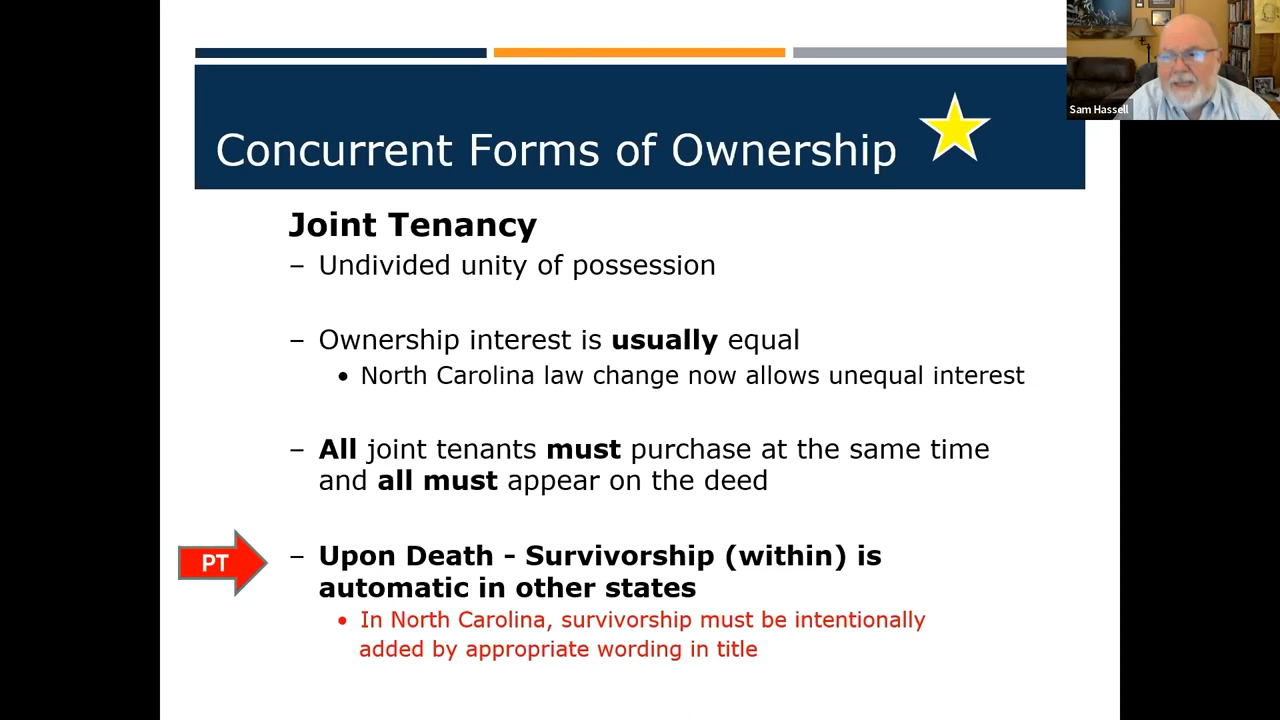 Concurrent Forms of Ownership
Sam Hassell
Joint Tenancy
– Undivided unity of possession
– Ownership interest is usually equal
• North Carolina law change now allows unequal interest
– All joint tenants must purchase at the same time
and all must appear on the deed
PT
– Upon Death - Survivorship (within) is
automatic in other states
• In North Carolina, survivorship must be intentionally
added by appropriate wording in title